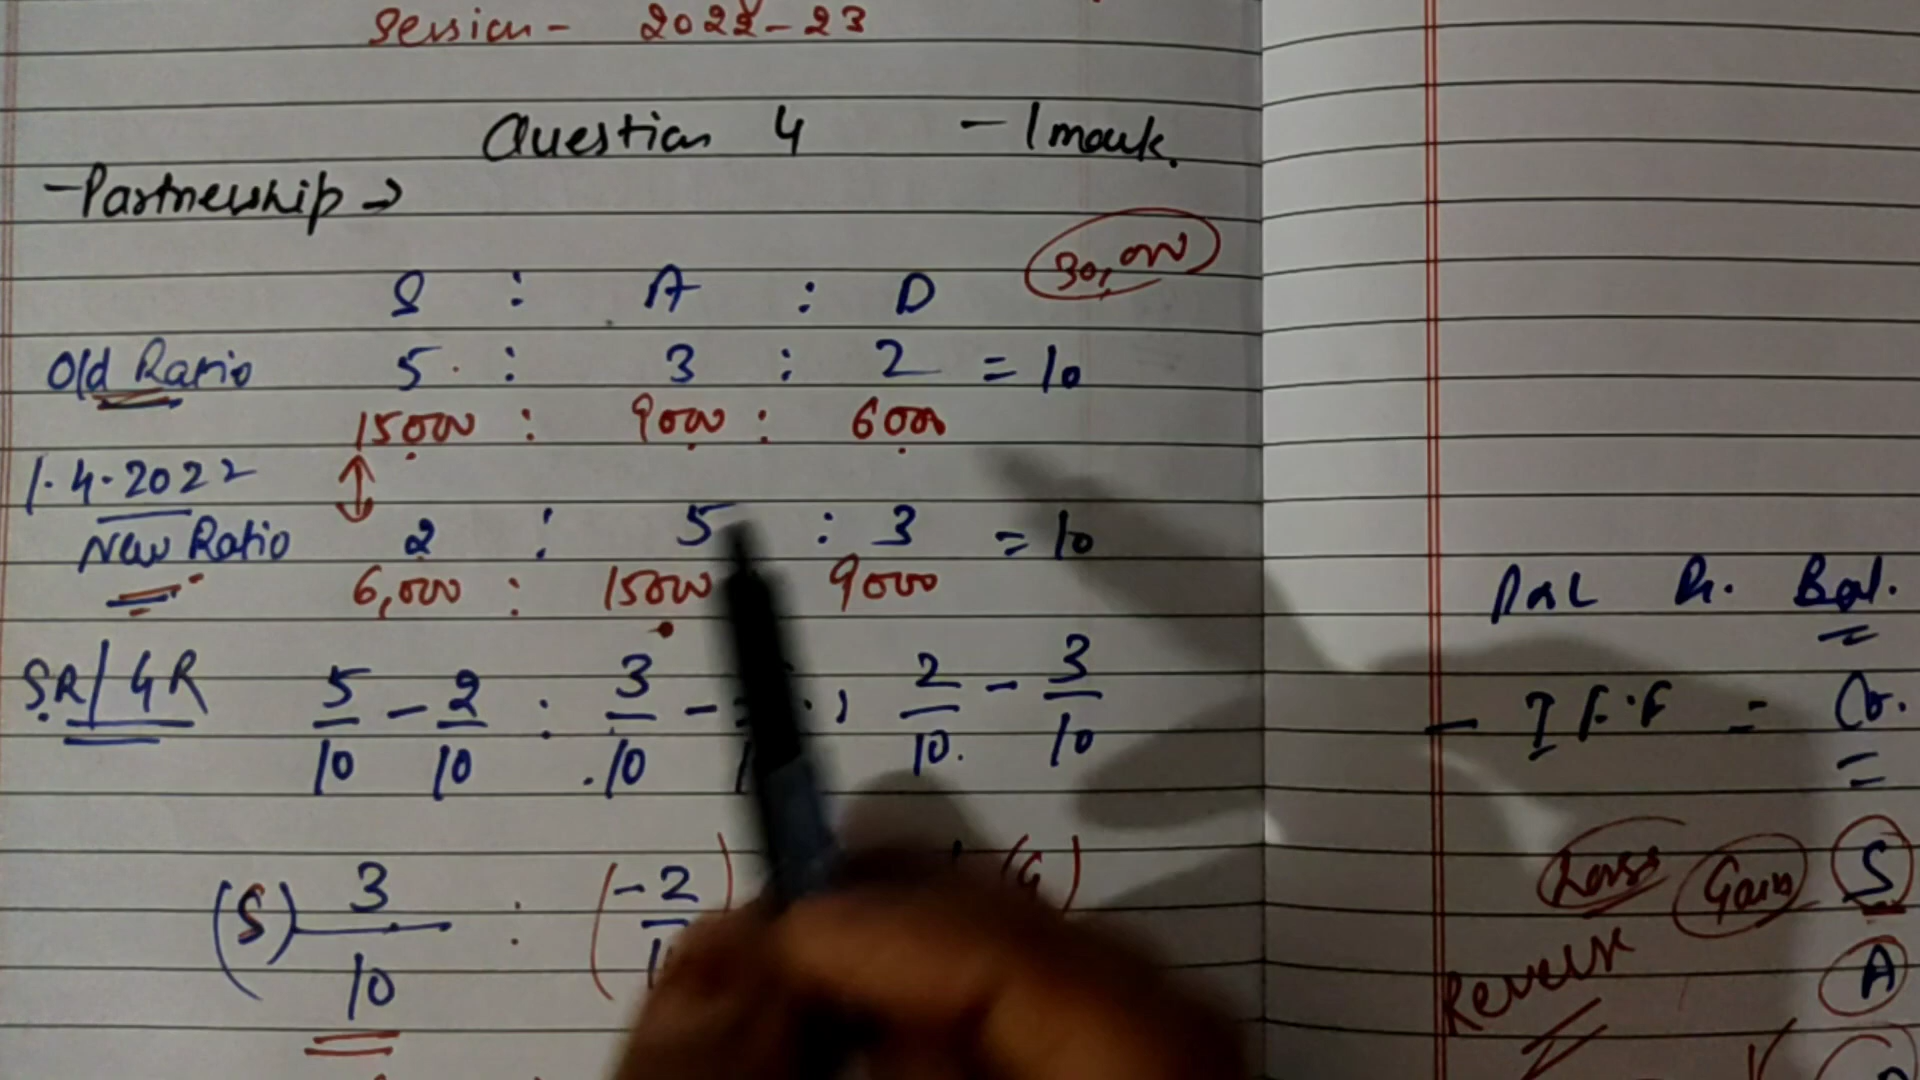 Session - 2022-23
Question 4 - 1 mark.
- Partnership →
S : A : D 30,000
Old Ratio 5 : 3 : 2 = 10
15000 : 9000 : 6000
1.4.2022
New Ratio 2 : 5 : 3 = 10
6,000 : 15000 9000
SR/GR 5/10 - 2/10 : 3/10 - : 2/10 - 3/10
(S) 3/10 : (-2 (G)
P&L A. Bal.
- I F.F = Cr.
Loss Gain S
Reverse A